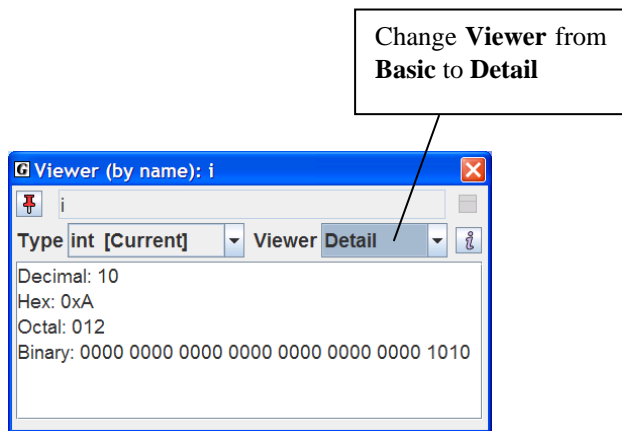 Change Viewer from
Basic to Detail
G Viewer (by name): i
i
Type int [Current] Viewer Detail i
Decimal: 10
Hex: 0xA
Octal: 012
Binary: 0000 0000 0000 0000 0000 0000 0000 1010